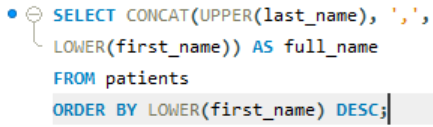 SELECT CONCAT(UPPER(last_name), ',',
LOWER(first_name)) AS full_name
FROM patients
ORDER BY LOWER(first_name) DESC;